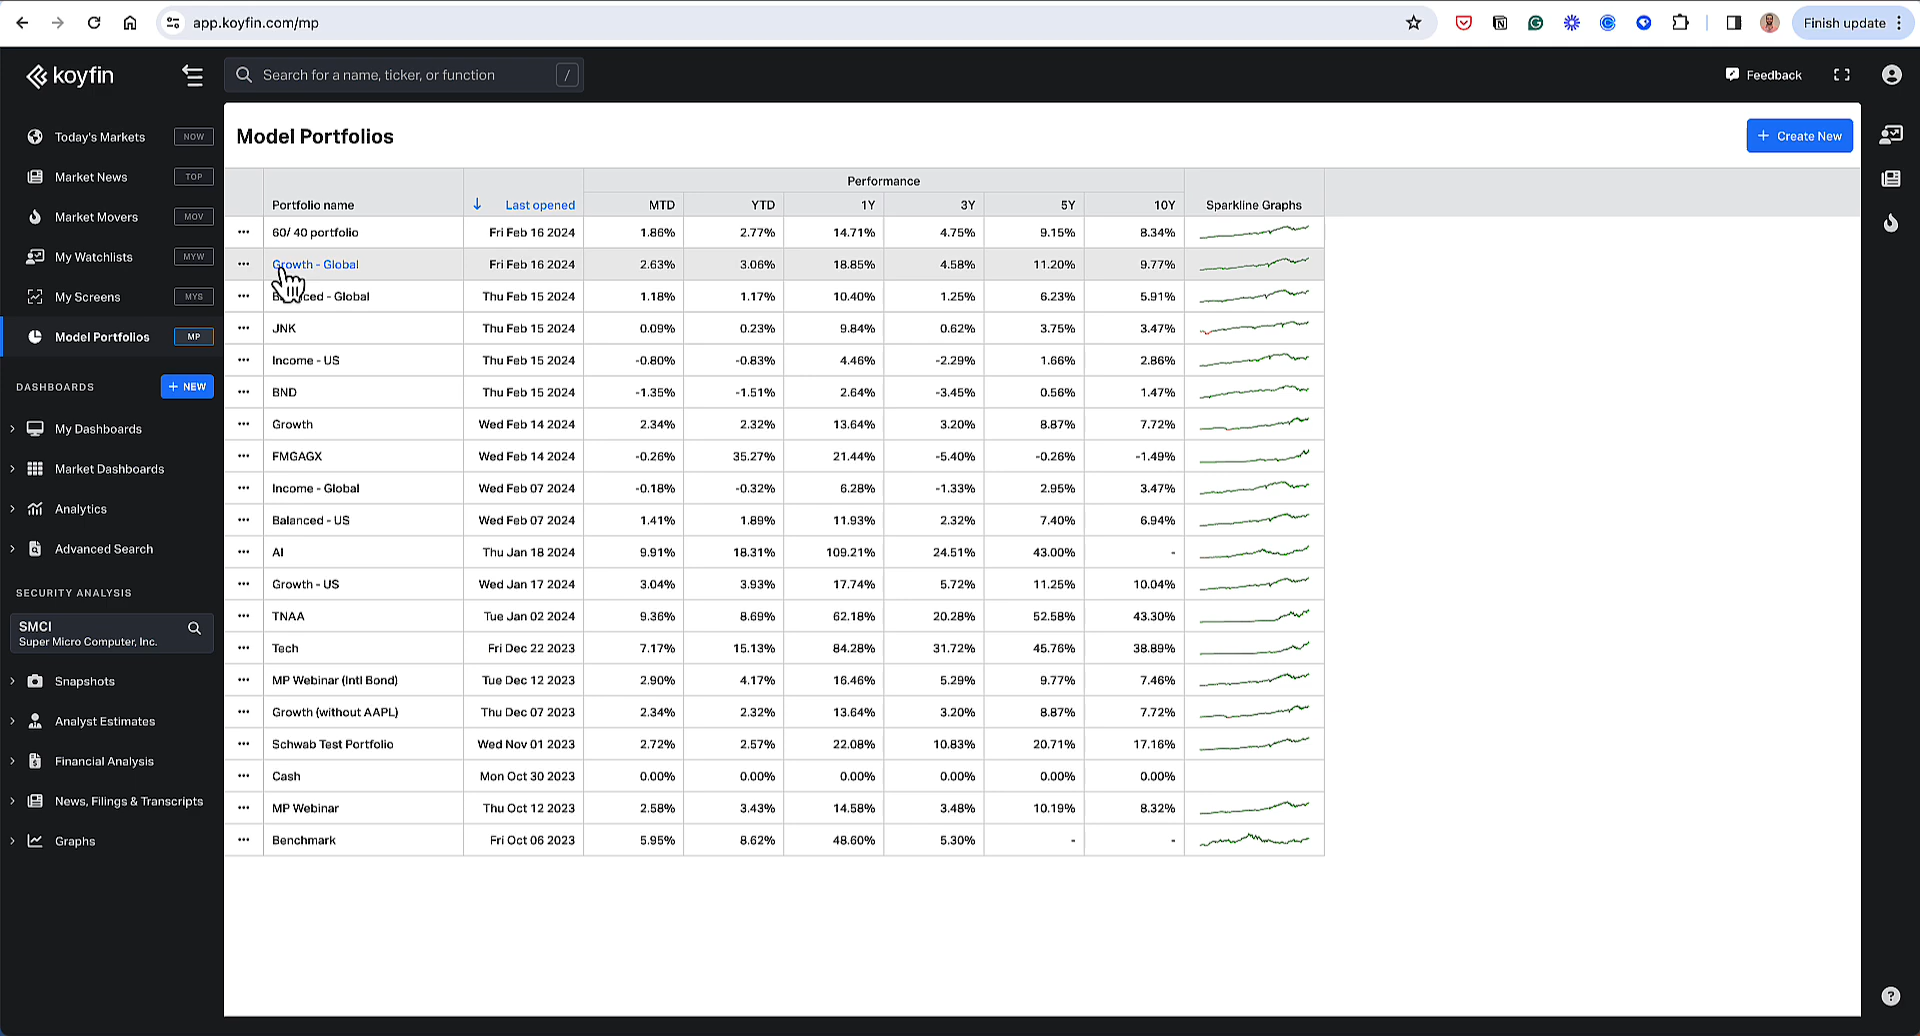 app.koyfin.com/mp
Finish update
koyfin
Search for a name, ticker, or function
/
Feedback
Today's Markets NOW
Market News TOP
Market Movers MOV
My Watchlists MYW
My Screens MYS
Model Portfolios MP
DASHBOARDS
+ NEW
My Dashboards
Market Dashboards
Analytics
Advanced Search
SECURITY ANALYSIS
SMCI
Super Micro Computer, Inc.
Snapshots
Analyst Estimates
Financial Analysis
News, Filings & Transcripts
Graphs
Model Portfolios
+ Create New
Performance
Portfolio name Last opened MTD YTD 1Y 3Y 5Y 10Y Sparkline Graphs
60/ 40 portfolio Fri Feb 16 2024 1.86% 2.77% 14.71% 4.75% 9.15% 8.34%
Growth - Global Fri Feb 16 2024 2.63% 3.06% 18.85% 4.58% 11.20% 9.77%
- Global Thu Feb 15 2024 1.18% 1.17% 10.40% 1.25% 6.23% 5.91%
JNK Thu Feb 15 2024 0.09% 0.23% 9.84% 0.62% 3.75% 3.47%
Income - US Thu Feb 15 2024 -0.80% -0.83% 4.46% -2.29% 1.66% 2.86%
BND Thu Feb 15 2024 -1.35% -1.51% 2.64% -3.45% 0.56% 1.47%
Growth Wed Feb 14 2024 2.34% 2.32% 13.64% 3.20% 8.87% 7.72%
FMGAGX Wed Feb 14 2024 -0.26% 35.27% 21.44% -5.40% -0.26% -1.49%
Income - Global Wed Feb 07 2024 -0.18% -0.32% 6.28% -1.33% 2.95% 3.47%
Balanced - US Wed Feb 07 2024 1.41% 1.89% 11.93% 2.32% 7.40% 6.94%
AI Thu Jan 18 2024 9.91% 18.31% 109.21% 24.51% 43.00% -
Growth - US Wed Jan 17 2024 3.04% 3.93% 17.74% 5.72% 11.25% 10.04%
TNAA Tue Jan 02 2024 9.36% 8.69% 62.18% 20.28% 52.58% 43.30%
Tech Fri Dec 22 2023 7.17% 15.13% 84.28% 31.72% 45.76% 38.89%
MP Webinar (Intl Bond) Tue Dec 12 2023 2.90% 4.17% 16.46% 5.29% 9.77% 7.46%
Growth (without AAPL) Thu Dec 07 2023 2.34% 2.32% 13.64% 3.20% 8.87% 7.72%
Schwab Test Portfolio Wed Nov 01 2023 2.72% 2.57% 22.08% 10.83% 20.71% 17.16%
Cash Mon Oct 30 2023 0.00% 0.00% 0.00% 0.00% 0.00% 0.00%
MP Webinar Thu Oct 12 2023 2.58% 3.43% 14.58% 3.48% 10.19% 8.32%
Benchmark Fri Oct 06 2023 5.95% 8.62% 48.60% 5.30% - -